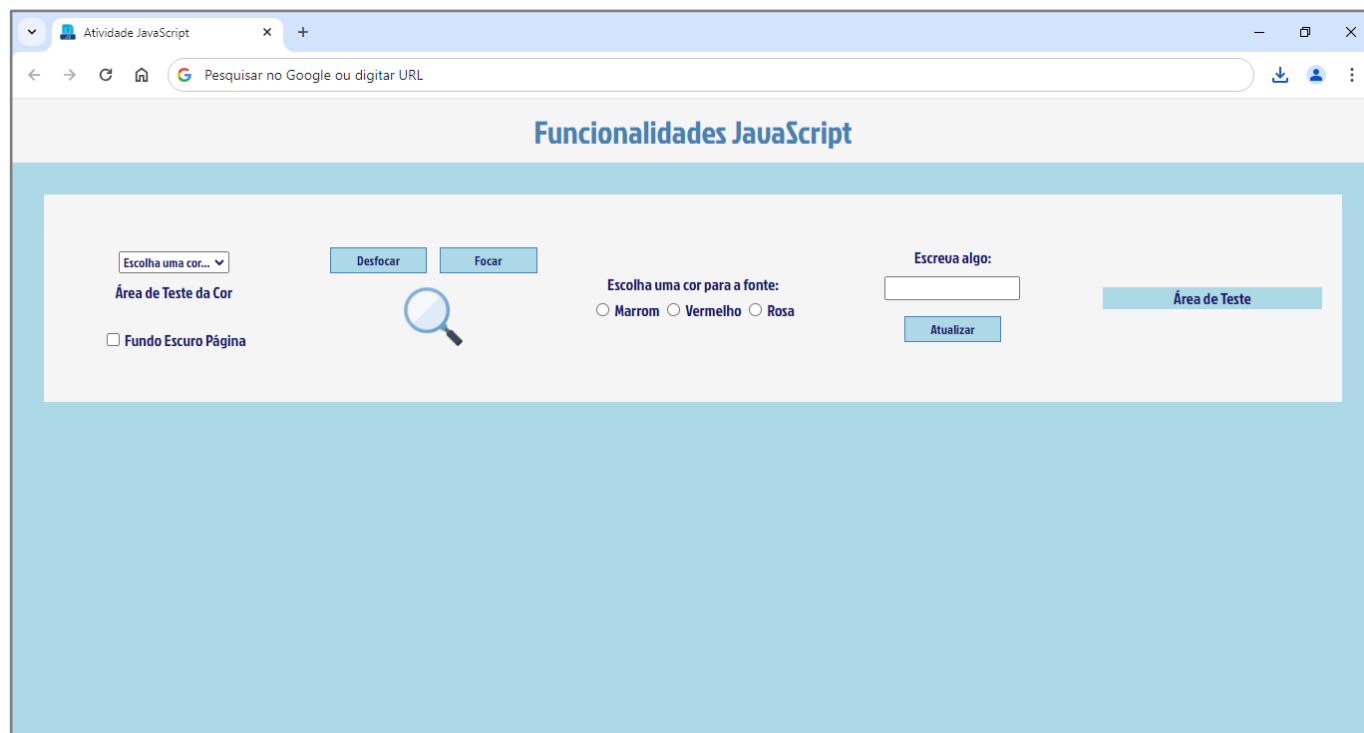 Atividade JavaScript
Pesquisar no Google ou digitar URL
Funcionalidades JavaScript
Escolha uma cor...
Área de Teste da Cor
Fundo Escuro Página
Desfocar Focar
Escolha uma cor para a fonte:
Marrom Vermelho Rosa
Escreva algo:
Atualizar
Área de Teste